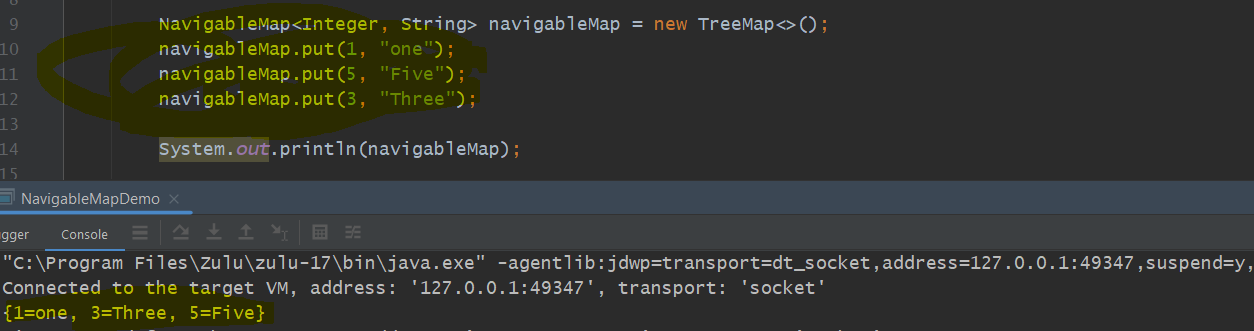 9 NavigableMap<Integer, String> navigableMap = new TreeMap<>();
10 navigableMap.put(1, "one");
11 navigableMap.put(5, "Five");
12 navigableMap.put(3, "Three");
13
14 System.out.println(navigableMap);
15
NavigableMapDemo ×
gger Console
"C:\Program Files\Zulu\zulu-17\bin\java.exe" -agentlib:jdwp=transport=dt_socket,address=127.0.0.1:49347,suspend=y,
Connected to the target VM, address: '127.0.0.1:49347', transport: 'socket'
{1=one, 3=Three, 5=Five}